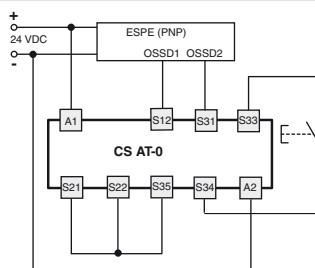 +
ESPE (PNP)
24 VDC
OSSD1 OSSD2
-
A1 S12 S31 S33
CS AT-0
S21 S22 S35 S34 A2